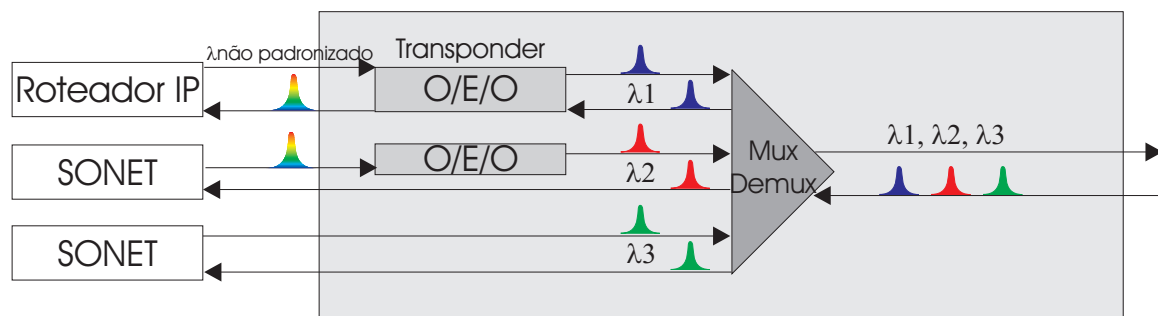 λnão padronizado
Transponder
Roteador IP
O/E/O
λ1
SONET
O/E/O
λ2
SONET
λ3
Mux
Demux
λ1, λ2, λ3